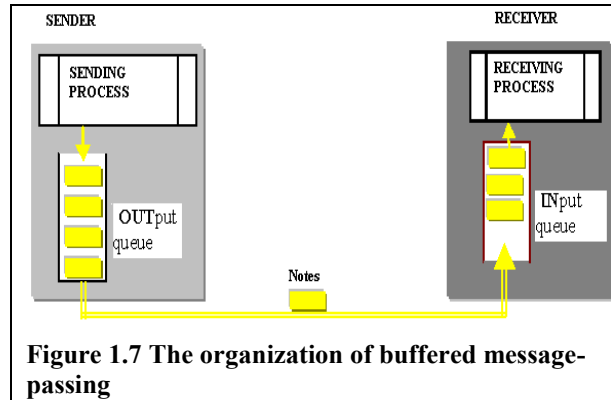 SENDER
RECEIVER
SENDING
PROCESS
RECEIVING
PROCESS
OUTput
queue
INput
queue
Notes
Figure 1.7 The organization of buffered message-
passing